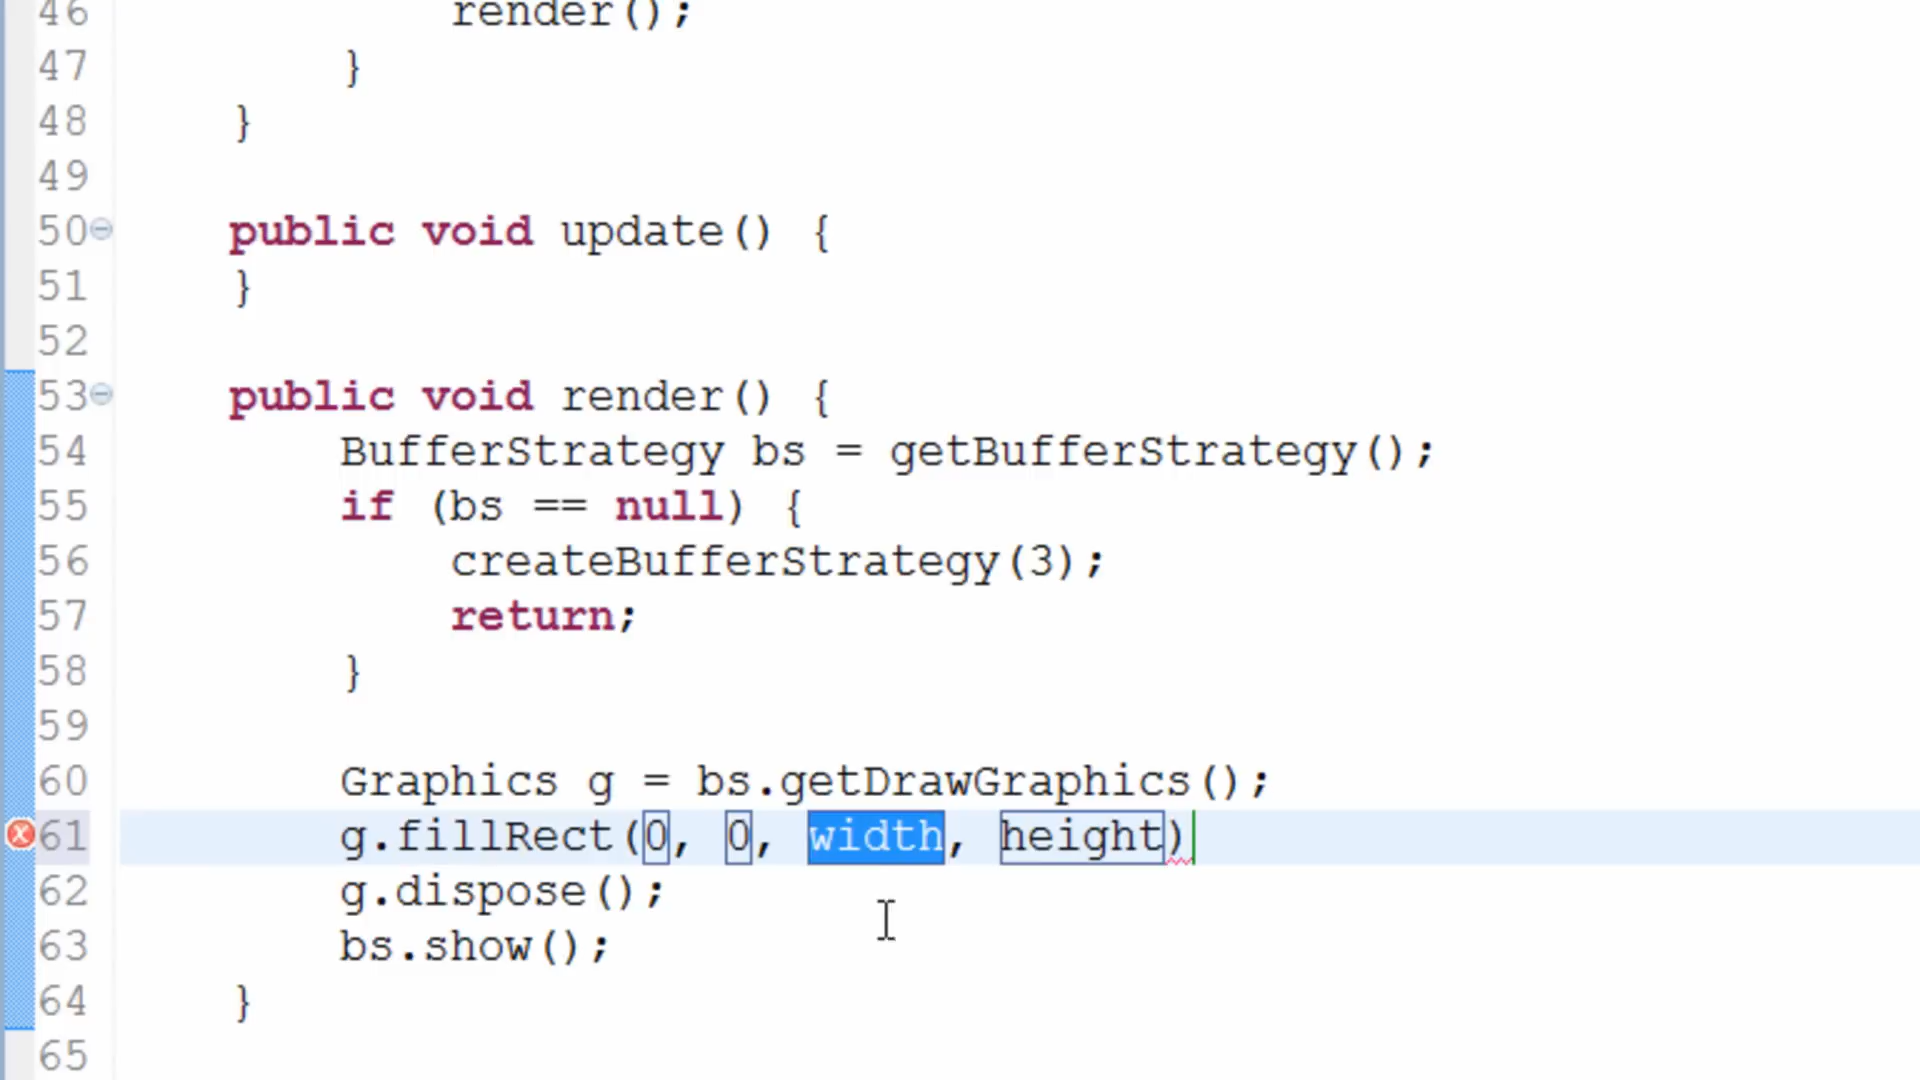 46 render();
47 }
48 }
49
50 public void update() {
51 }
52
53 public void render() {
54 BufferStrategy bs = getBufferStrategy();
55 if (bs == null) {
56 createBufferStrategy(3);
57 return;
58 }
59
60 Graphics g = bs.getDrawGraphics();
61 g.fillRect(0, 0, width, height)
62 g.dispose();
63 bs.show();
64 }
65